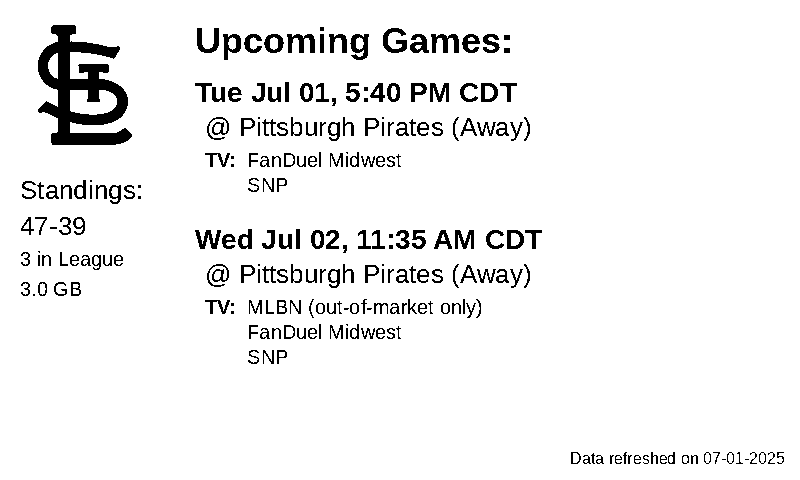 STL
Standings:
47-39
3 in League
3.0 GB
Upcoming Games:
Tue Jul 01, 5:40 PM CDT
@ Pittsburgh Pirates (Away)
TV: FanDuel Midwest
SNP
Wed Jul 02, 11:35 AM CDT
@ Pittsburgh Pirates (Away)
TV: MLBN (out-of-market only)
FanDuel Midwest
SNP
Data refreshed on 07-01-2025